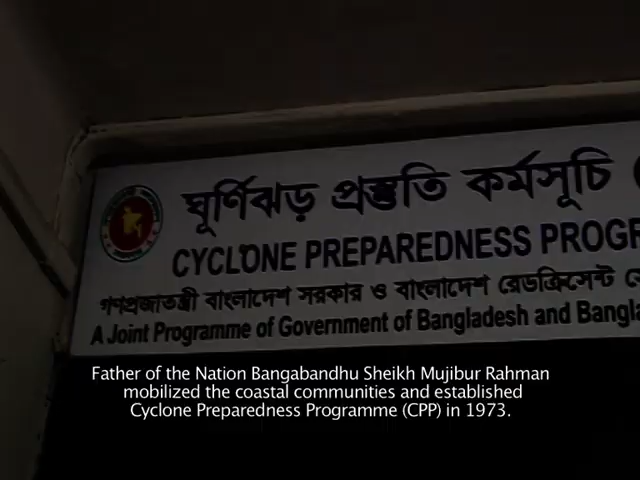 ঘূর্ণিঝড় প্রস্তুতি কর্মসূচি (
CYCLONE PREPAREDNESS PROGR
গণপ্রজাতন্ত্রী বাংলাদেশ সরকার ও বাংলাদেশ রেডক্রিসেন্ট সো
A Joint Programme of Government of Bangladesh and Bangla
Father of the Nation Bangabandhu Sheikh Mujibur Rahman
mobilized the coastal communities and established
Cyclone Preparedness Programme (CPP) in 1973.